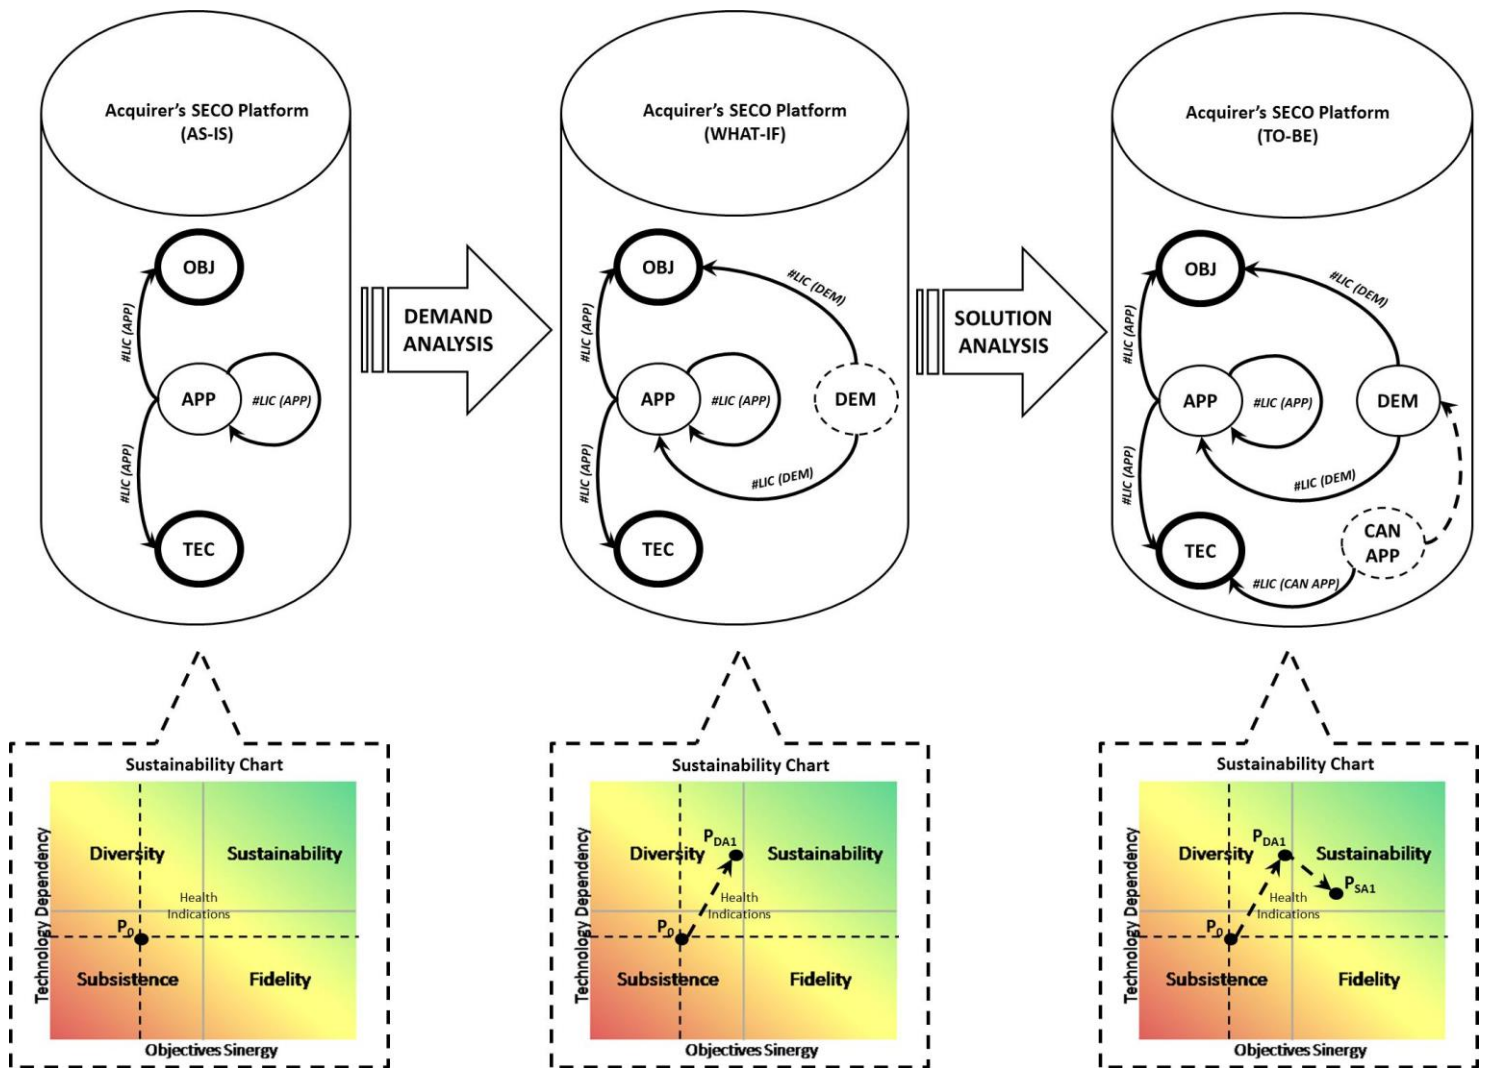 Acquirer's SECO Platform
(AS-IS)
OBJ
#LIC (APP)
APP
#LIC (APP)
#LIC (APP)
TEC
DEMAND
ANALYSIS
Acquirer's SECO Platform
(WHAT-IF)
OBJ
#LIC (DEM)
#LIC (APP)
APP
#LIC (APP)
DEM
#LIC (APP)
#LIC (DEM)
TEC
SOLUTION
ANALYSIS
Acquirer's SECO Platform
(TO-BE)
OBJ
#LIC (DEM)
#LIC (APP)
APP
#LIC (APP)
DEM
#LIC (APP)
#LIC (DEM)
CAN
APP
TEC
#LIC (CAN APP)
Sustainability Chart
Technology Dependency
Diversity
Sustainability
Health
Indications
P0
Subsistence
Fidelity
Objectives Sinergy
Sustainability Chart
Technology Dependency
PDA1
Diversity
Sustainability
Health
Indications
P0
Subsistence
Fidelity
Objectives Sinergy
Sustainability Chart
Technology Dependency
PDA1
Diversity
Sustainability
PSA1
Health
Indications
P0
Subsistence
Fidelity
Objectives Sinergy